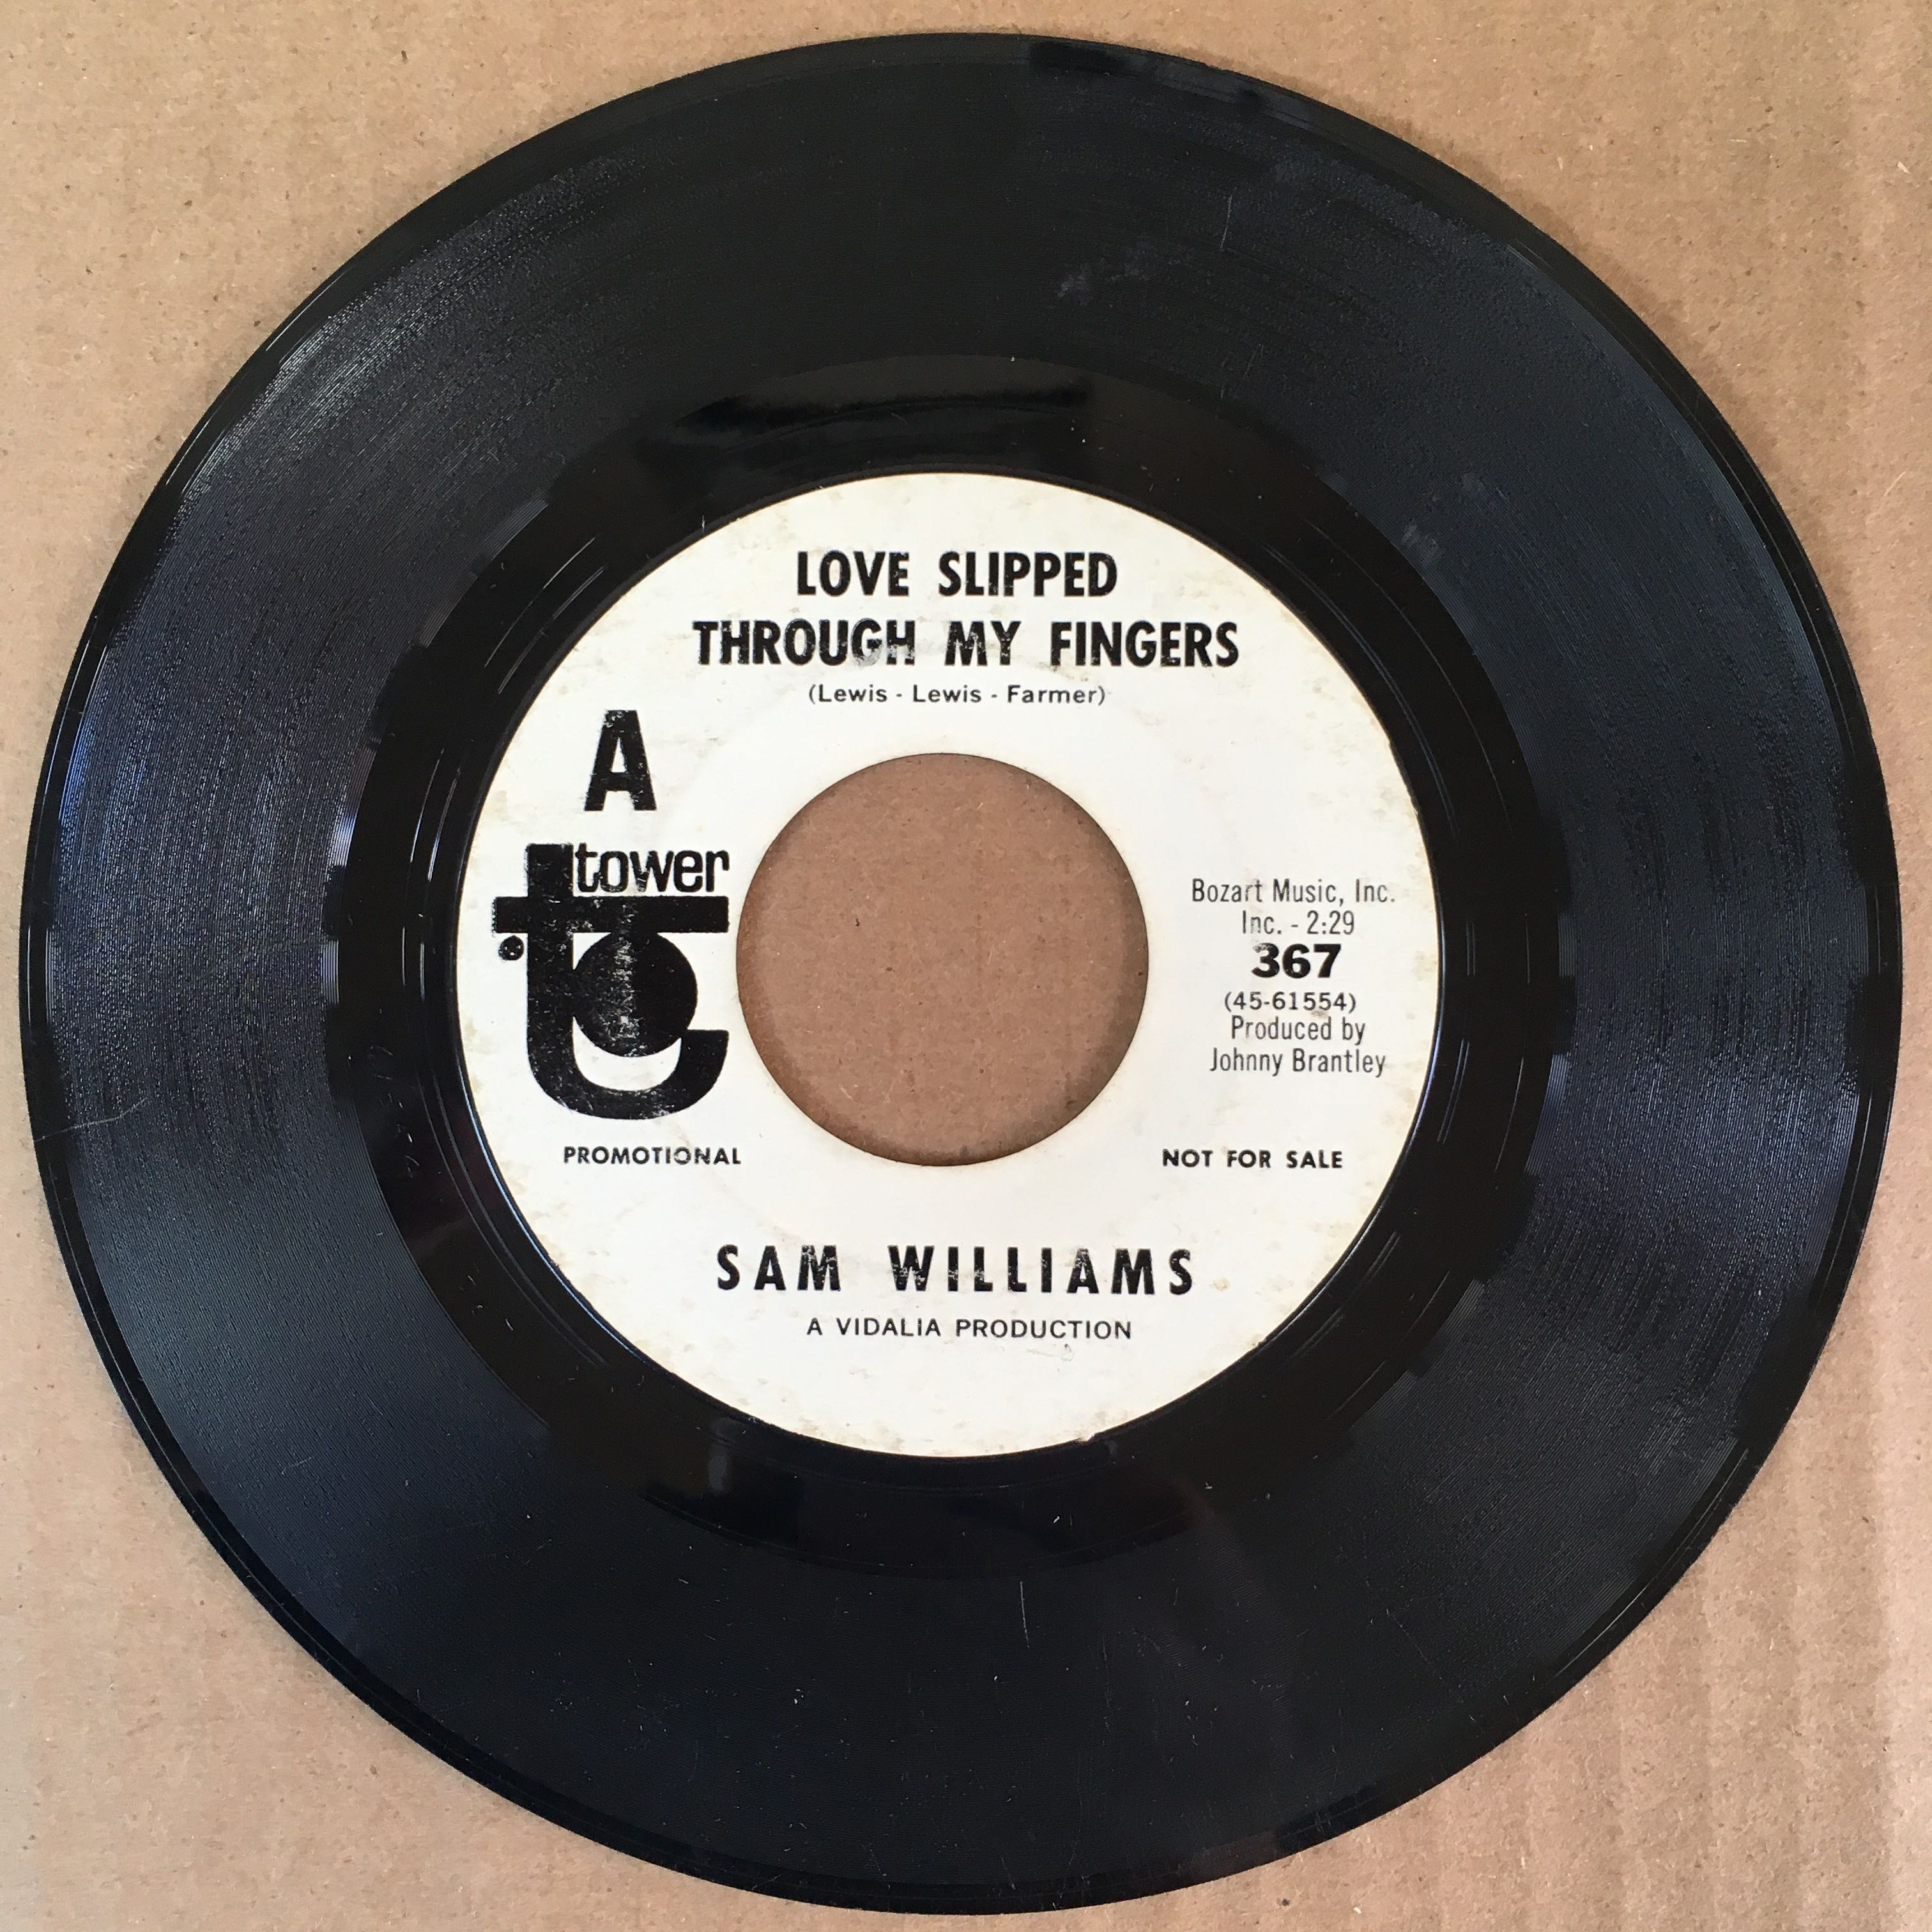 LOVE SLIPPED
THROUGH MY FINGERS
(Lewis - Lewis - Farmer)
A
tower
Bozart Music, Inc.
Inc. - 2:29
367
(45-61554)
Produced by
Johnny Brantley
PROMOTIONAL
NOT FOR SALE
SAM WILLIAMS
A VIDALIA PRODUCTION